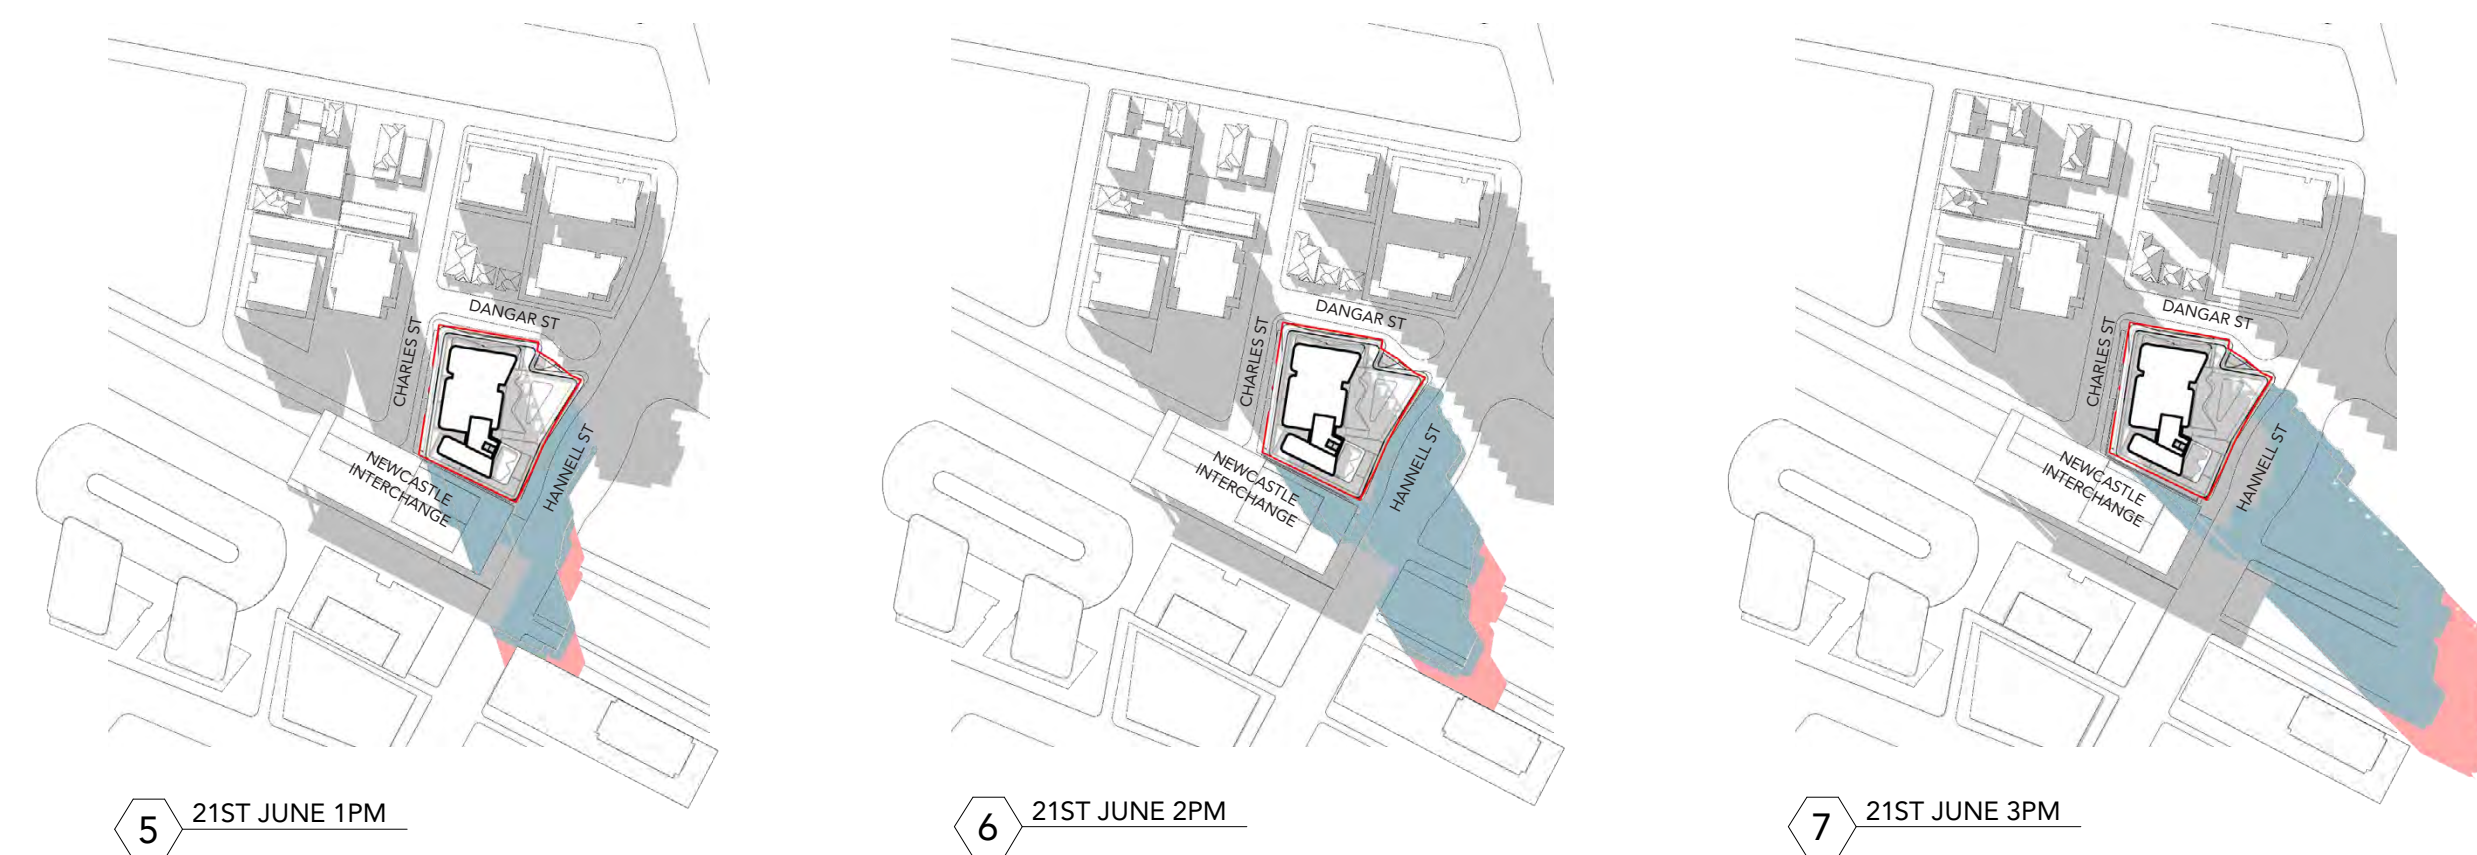 DANGAR ST
CHARLES ST
HANNELL ST
NEWCASTLE
INTERCHANGE
5 21ST JUNE 1PM
DANGAR ST
CHARLES ST
HANNELL ST
NEWCASTLE
INTERCHANGE
6 21ST JUNE 2PM
DANGAR ST
CHARLES ST
HANNELL ST
NEWCASTLE
INTERCHANGE
7 21ST JUNE 3PM